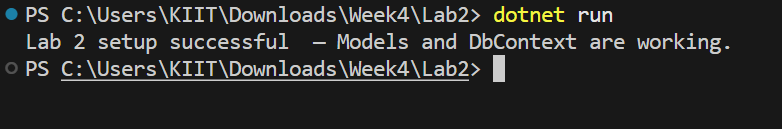 PS C:\Users\KIIT\Downloads\Week4\Lab2> dotnet run
Lab 2 setup successful  — Models and DbContext are working.
PS C:\Users\KIIT\Downloads\Week4\Lab2>